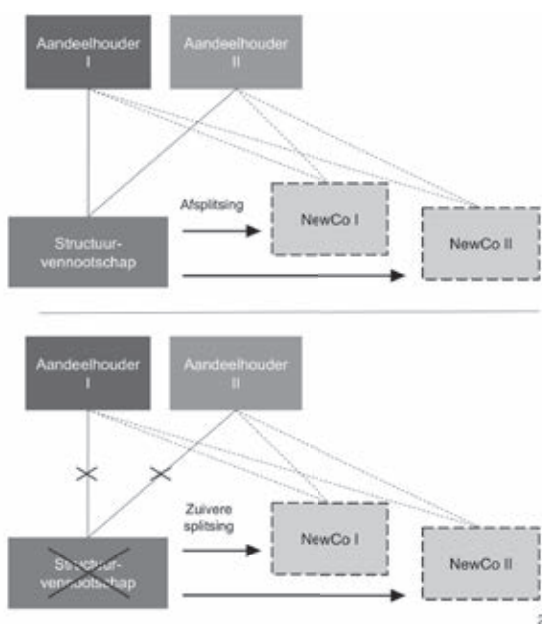 Aandeelhouder
I
Aandeelhouder
II
Afsplitsing
NewCo I
Structuur-
vennootschap
NewCo II
Aandeelhouder
I
Aandeelhouder
II
Zuivere
splitsing
NewCo I
Structuur-
vennootschap
NewCo II
2